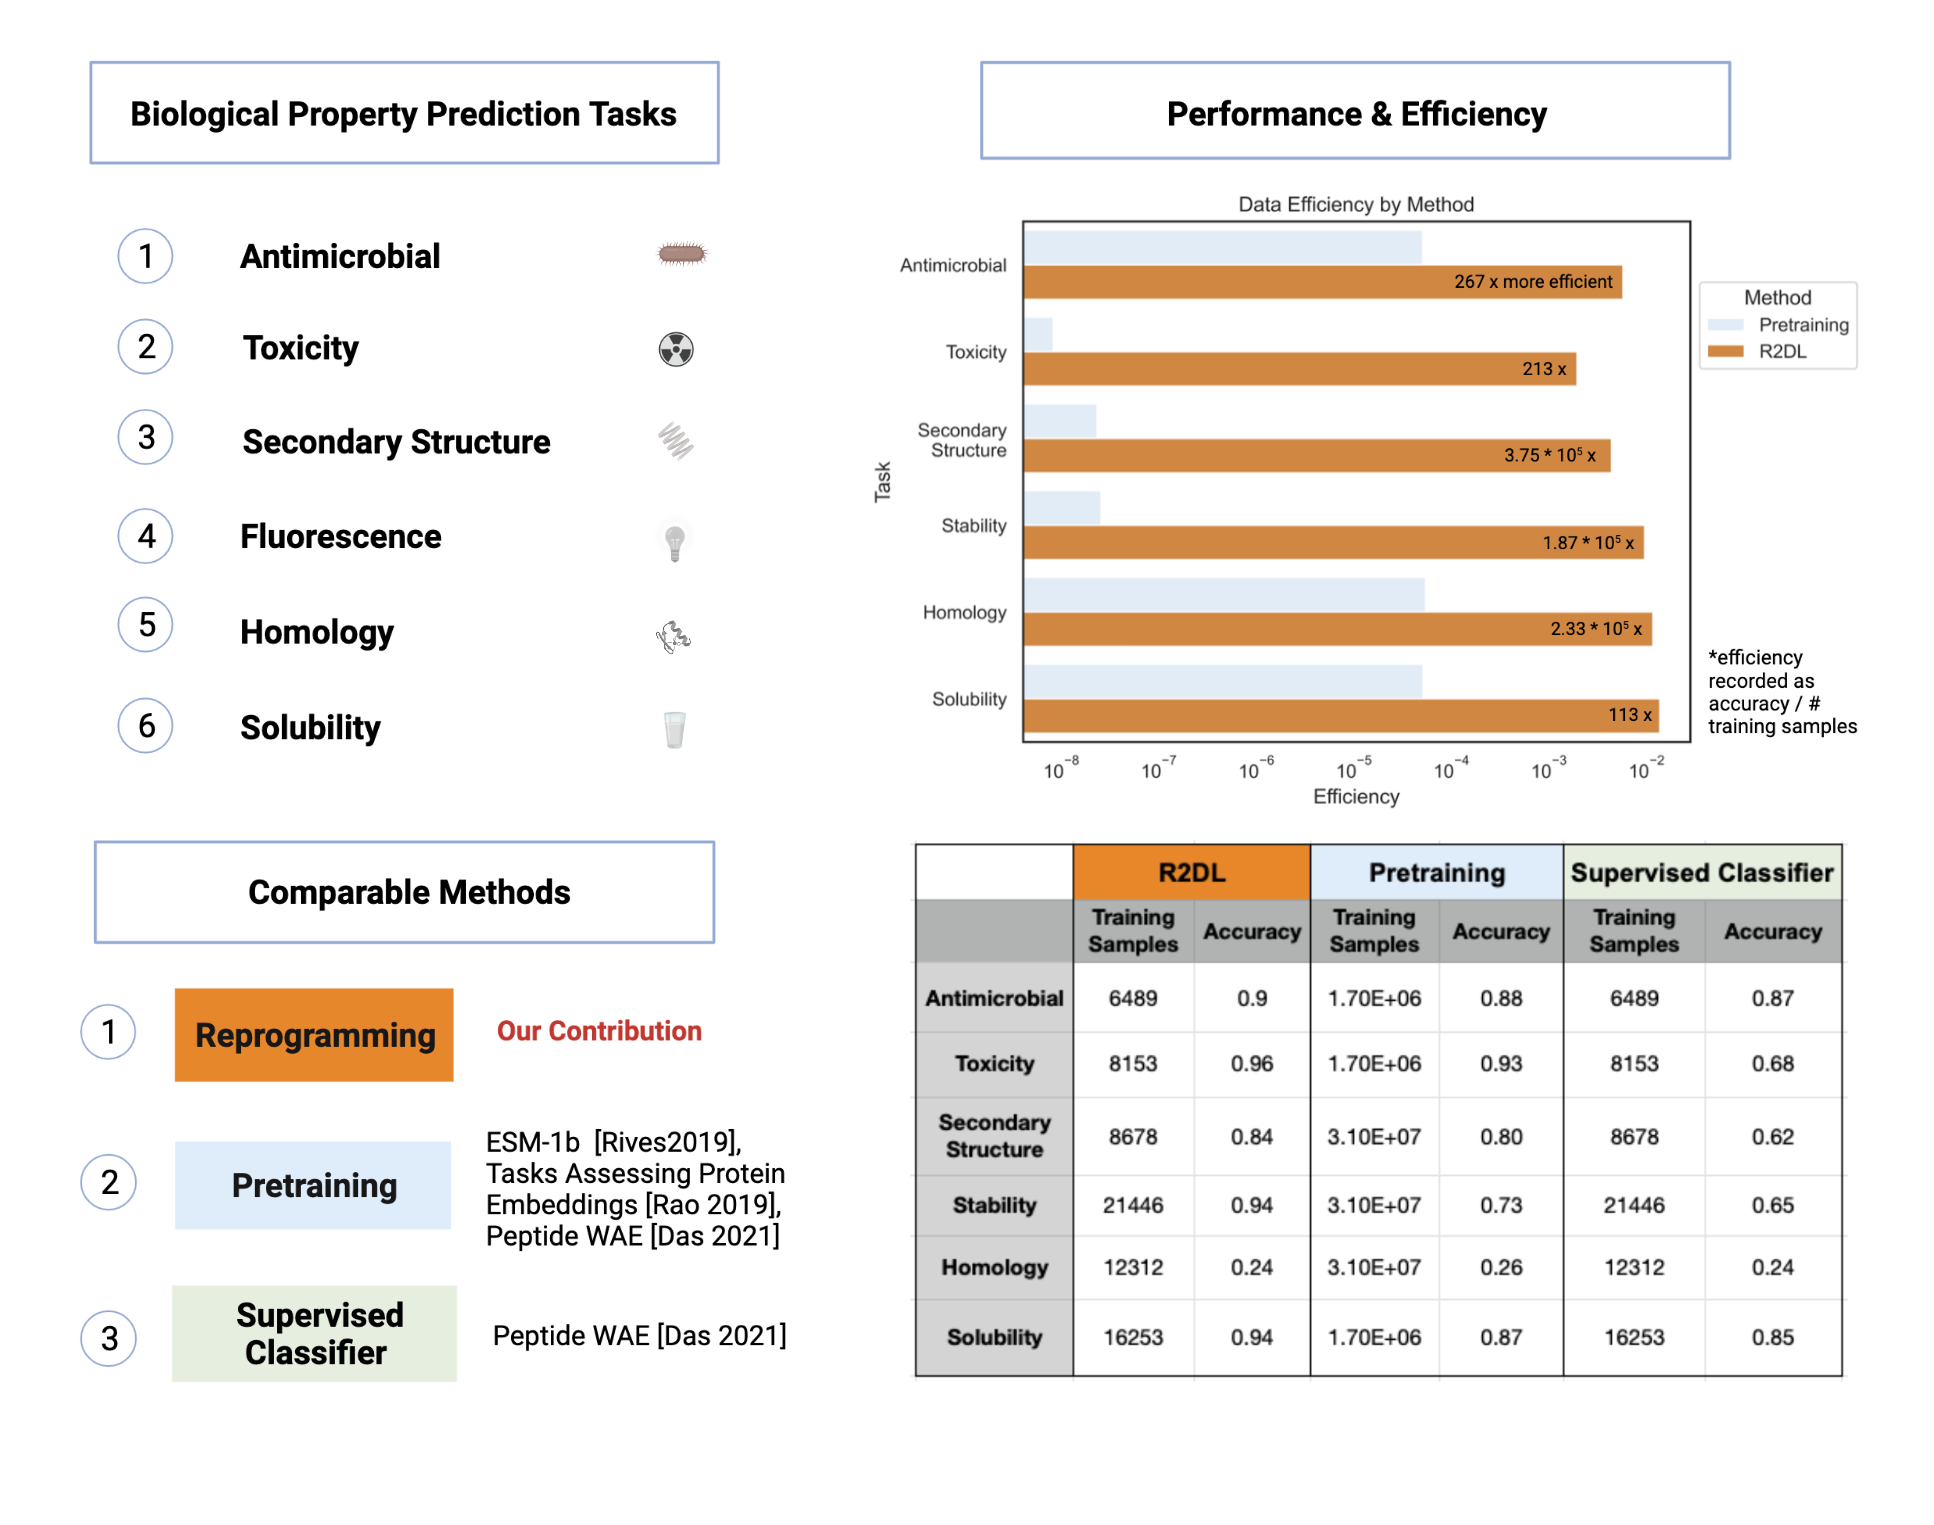 Biological Property Prediction Tasks
1 Antimicrobial
2 Toxicity
3 Secondary Structure
4 Fluorescence
5 Homology
6 Solubility
Performance & Efficiency
Data Efficiency by Method
Task
Antimicrobial
267 x more efficient
Toxicity
213 x
Secondary
Structure
3.75 * 10⁵ x
Stability
1.87 * 10⁵ x
Homology
2.33 * 10⁵ x
Solubility
113 x
10⁻⁸ 10⁻⁷ 10⁻⁶ 10⁻⁵ 10⁻⁴ 10⁻³ 10⁻²
Efficiency
Method
Pretraining
R2DL
*efficiency
recorded as
accuracy / #
training samples
Comparable Methods
1 Reprogramming Our Contribution
2 Pretraining
ESM-1b [Rives2019],
Tasks Assessing Protein
Embeddings [Rao 2019],
Peptide WAE [Das 2021]
3 Supervised
Classifier
Peptide WAE [Das 2021]
R2DL Pretraining Supervised Classifier
Training Samples Accuracy Training Samples Accuracy Training Samples Accuracy
Antimicrobial 6489 0.9 1.70E+06 0.88 6489 0.87
Toxicity 8153 0.96 1.70E+06 0.93 8153 0.68
Secondary Structure 8678 0.84 3.10E+07 0.80 8678 0.62
Stability 21446 0.94 3.10E+07 0.73 21446 0.65
Homology 12312 0.24 3.10E+07 0.26 12312 0.24
Solubility 16253 0.94 1.70E+06 0.87 16253 0.85